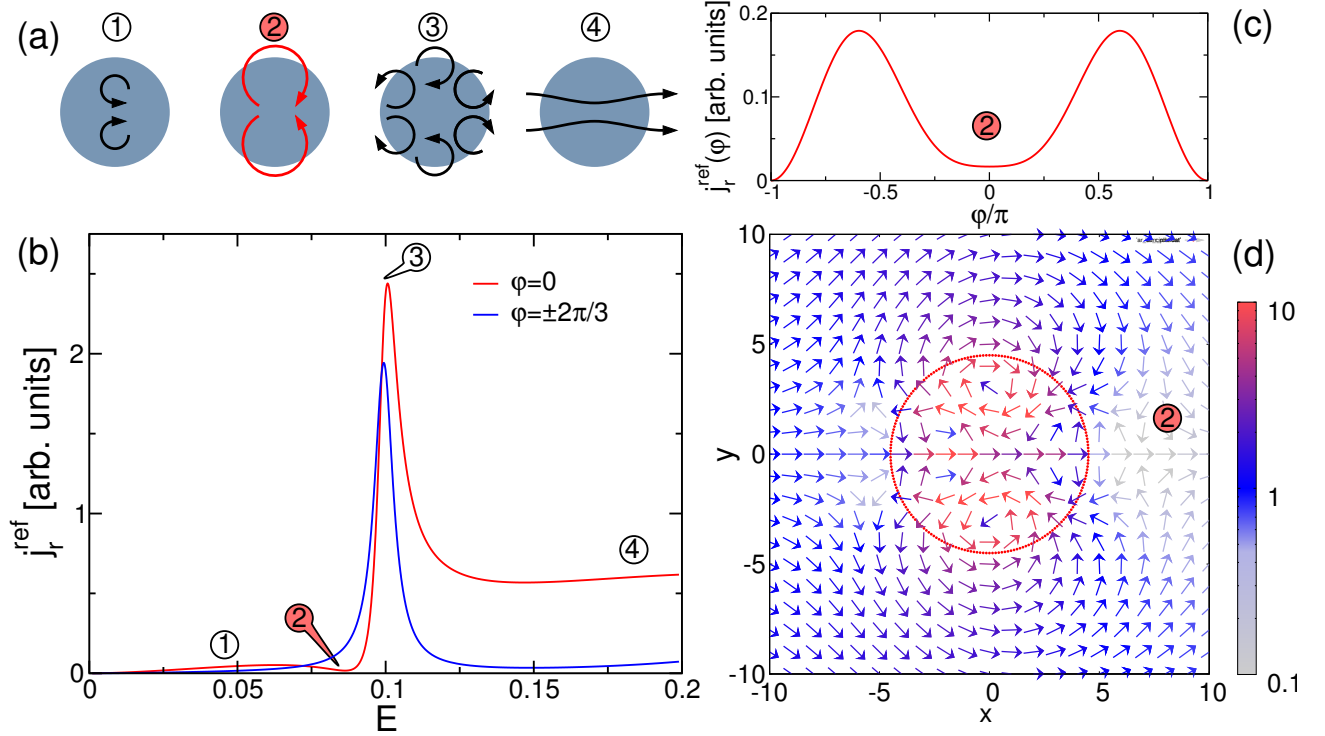 (a)
1 2 3 4
(b)
j_r^ref [arb. units]
0 1 2
0 0.05 0.1 0.15 0.2
E
φ=0
φ=±2π/3
1 2 3 4
(c)
j_r^ref(φ) [arb. units]
0 0.1 0.2
-1 -0.5 0 0.5 1
φ/π
2
(d)
y
10 5 0 -5 -10
-10 -5 0 5 10
x
2
10
1
0.1